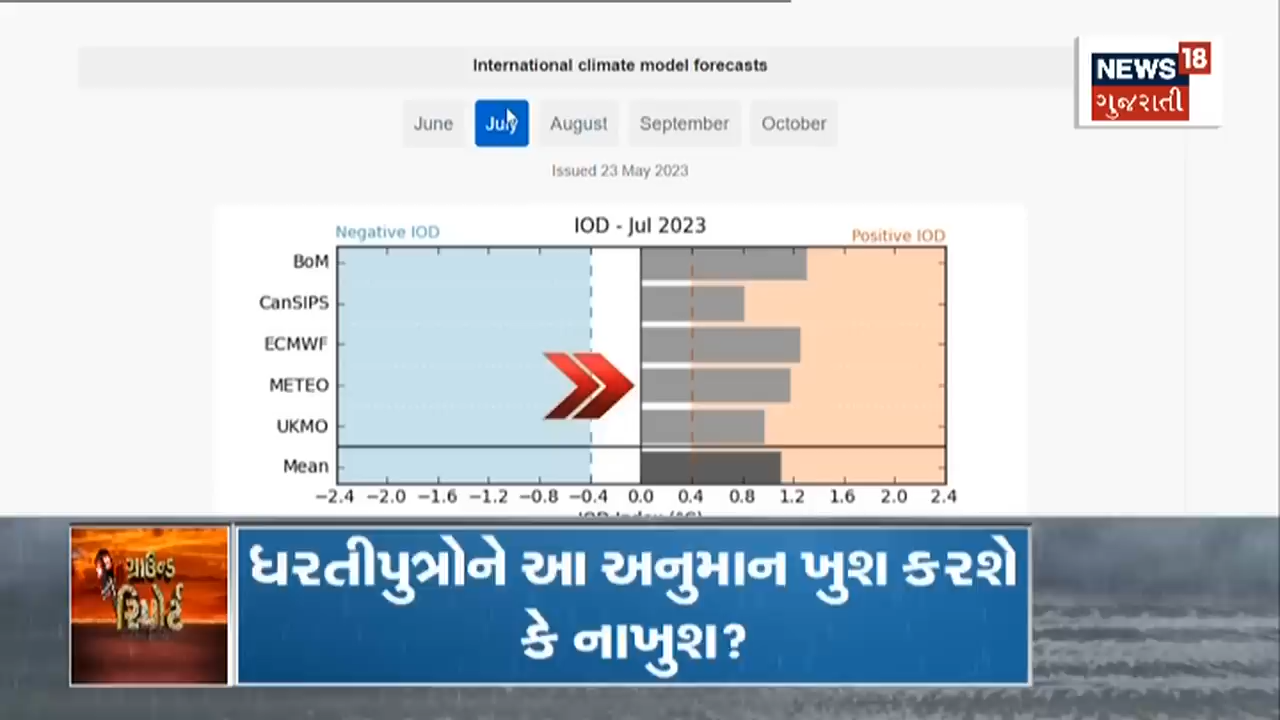 International climate model forecasts
NEWS 18
ગુજરાતી
June July August September October
Issued 23 May 2023
IOD - Jul 2023
Negative IOD
Positive IOD
BoM
CanSIPS
ECMWF
METEO
UKMO
Mean
−2.4 −2.0 −1.6 −1.2 −0.8 −0.4 0.0 0.4 0.8 1.2 1.6 2.0 2.4
ગ્રાઉન્ડ
રિપોર્ટ
ધરતીપુત્રોને આ અનુમાન ખુશ કરશે
કે નાખુશ?